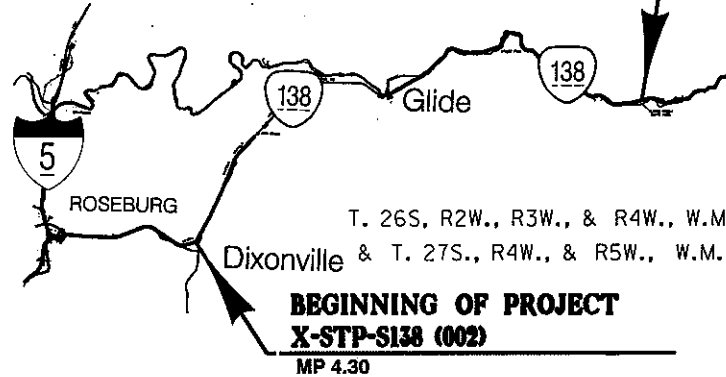 138
138
Glide
5
ROSEBURG
T. 26S, R2W., R3W., & R4W., W.M
Dixonville & T. 27S., R4W., & R5W., W.M.
BEGINNING OF PROJECT
X-STP-S138 (002)
MP 4.30